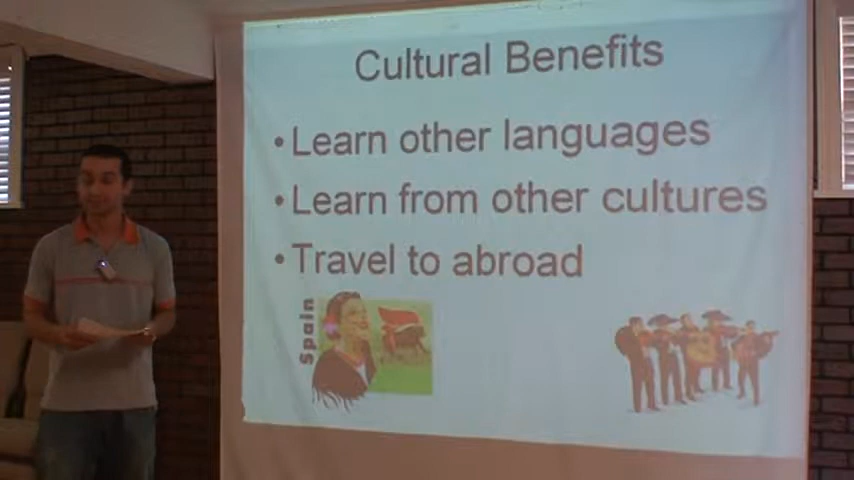 Cultural Benefits
• Learn other languages
• Learn from other cultures
• Travel to abroad
Spain